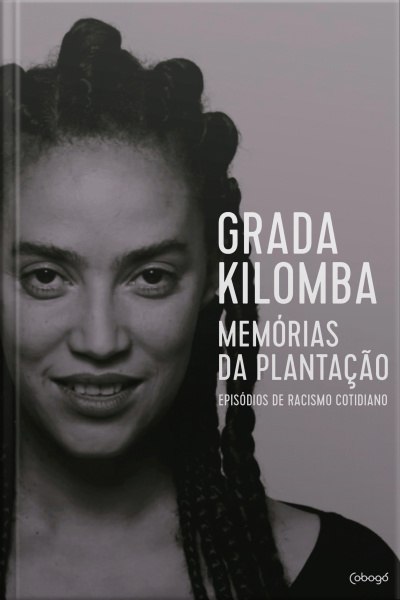 GRADA
KILOMBA
MEMÓRIAS
DA PLANTAÇÃO
EPISÓDIOS DE RACISMO COTIDIANO
Cobogó